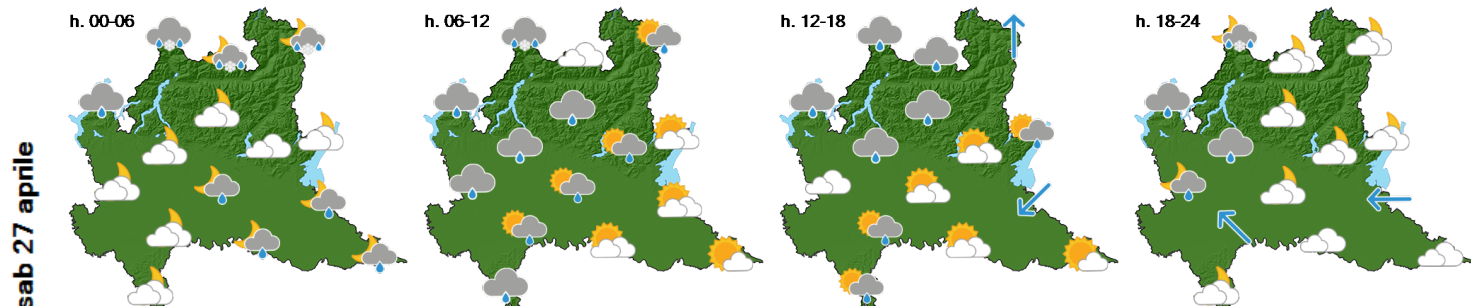 sab 27 aprile
h. 00-06
h. 06-12
h. 12-18
h. 18-24